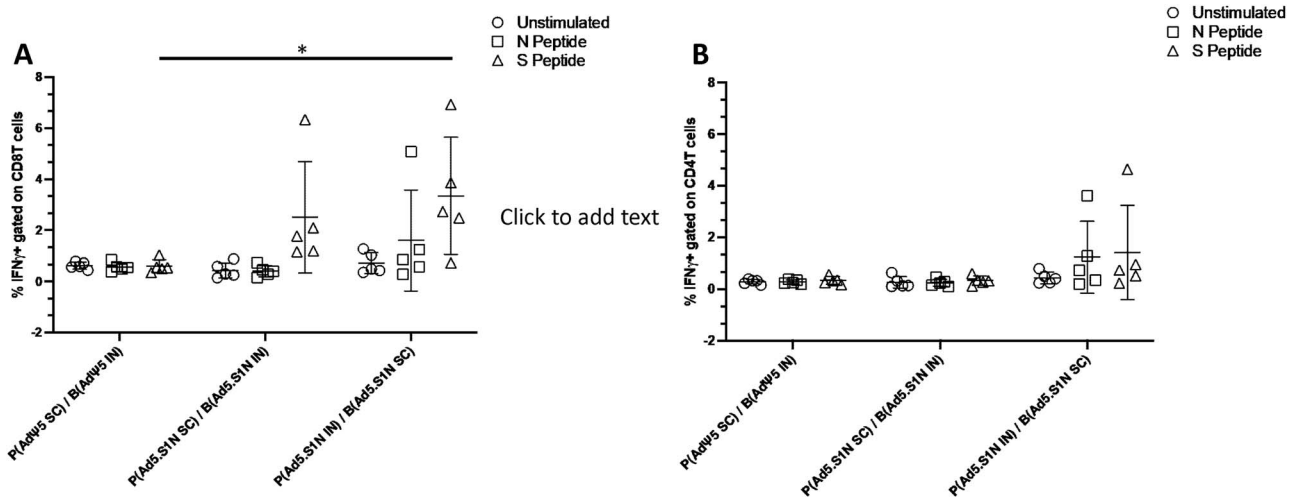 A
*
Unstimulated
N Peptide
S Peptide
% IFNγ+ gated on CD8T cells
8
6
4
2
0
-2
P(AdΨ5 SC) / B(AdΨ5 IN)
P(Ad5.S1N SC) / B(Ad5.S1N IN)
P(Ad5.S1N IN) / B(Ad5.S1N SC)
Click to add text
B
Unstimulated
N Peptide
S Peptide
% IFNγ+ gated on CD4T cells
8
6
4
2
0
-2
P(AdΨ5 SC) / B(AdΨ5 IN)
P(Ad5.S1N SC) / B(Ad5.S1N IN)
P(Ad5.S1N IN) / B(Ad5.S1N SC)